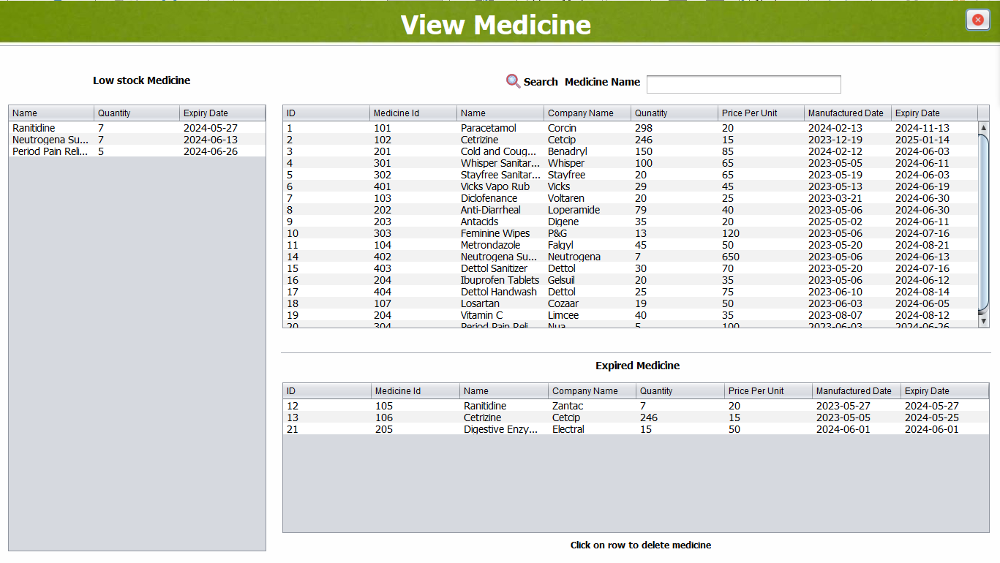 View Medicine
Low stock Medicine
Name Quantity Expiry Date
Ranitidine 7 2024-05-27
Neutrogena Su... 7 2024-06-13
Period Pain Reli... 5 2024-06-26
Search Medicine Name
ID Medicine Id Name Company Name Qunatity Price Per Unit Manufactured Date Expiry Date
1 101 Paracetamol Corcin 298 20 2024-02-13 2024-11-13
2 102 Cetrizine Cetcip 246 15 2023-12-19 2025-01-14
3 201 Cold and Coug... Benadryl 150 85 2024-02-12 2024-06-03
4 301 Whisper Sanitar... Whisper 100 65 2023-05-05 2024-06-11
5 302 Stayfree Sanitar... Stayfree 20 65 2023-05-19 2024-06-03
6 401 Vicks Vapo Rub Vicks 29 45 2023-05-13 2024-06-19
7 103 Diclofenance Voltaren 20 25 2023-03-21 2024-06-30
8 202 Anti-Diarrheal Loperamide 79 40 2023-05-06 2024-06-30
9 203 Antacids Digene 35 20 2025-05-02 2024-06-11
10 303 Feminine Wipes P&G 13 120 2023-05-06 2024-07-16
11 104 Metrondazole Falgyl 45 50 2023-05-20 2024-08-21
14 402 Neutrogena Su... Neutrogena 7 650 2023-05-06 2024-06-13
15 403 Dettol Sanitizer Dettol 30 70 2023-05-20 2024-07-16
16 204 Ibuprofen Tablets Gelsuil 20 35 2023-05-06 2024-06-12
17 404 Dettol Handwash Dettol 25 75 2023-06-10 2024-08-14
18 107 Losartan Cozaar 19 50 2023-06-03 2024-06-05
19 204 Vitamin C Limcee 40 35 2023-08-07 2024-08-12
20 304 Period Pain Reli... Nua 5 100 2023-06-03 2024-06-26
Expired Medicine
ID Medicine Id Name Company Name Quantity Price Per Unit Manufactured Date Expiry Date
12 105 Ranitidine Zantac 7 20 2023-05-27 2024-05-27
13 106 Cetrizine Cetcip 246 15 2023-05-05 2024-05-25
21 205 Digestive Enzy... Electral 15 50 2024-06-01 2024-06-01
Click on row to delete medicine